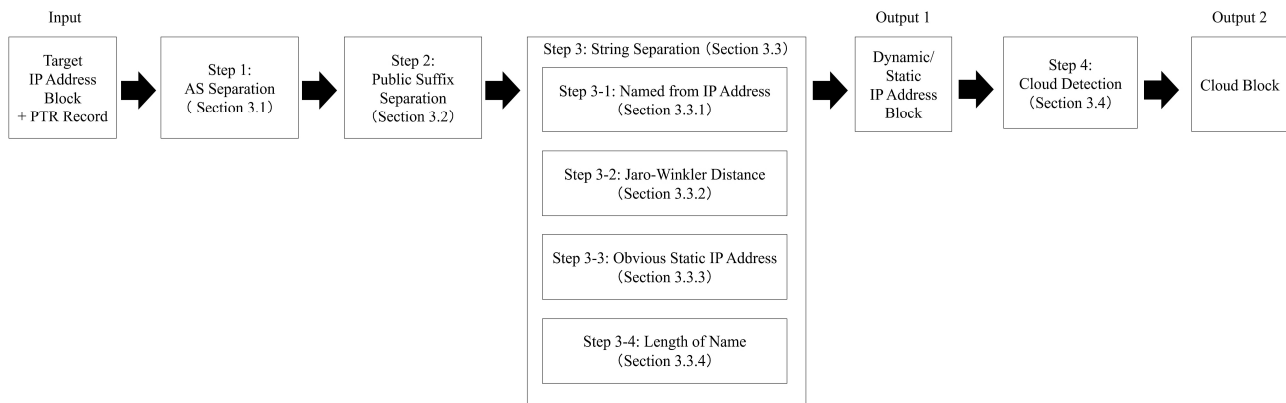 Input
Target
IP Address
Block
+ PTR Record
Step 1:
AS Separation
（Section 3.1）
Step 2:
Public Suffix
Separation
（Section 3.2）
Step 3: String Separation（Section 3.3）
Step 3-1: Named from IP Address
（Section 3.3.1）
Step 3-2: Jaro-Winkler Distance
（Section 3.3.2）
Step 3-3: Obvious Static IP Address
（Section 3.3.3）
Step 3-4: Length of Name
（Section 3.3.4）
Output 1
Dynamic/
Static
IP Address
Block
Step 4:
Cloud Detection
（Section 3.4）
Output 2
Cloud Block